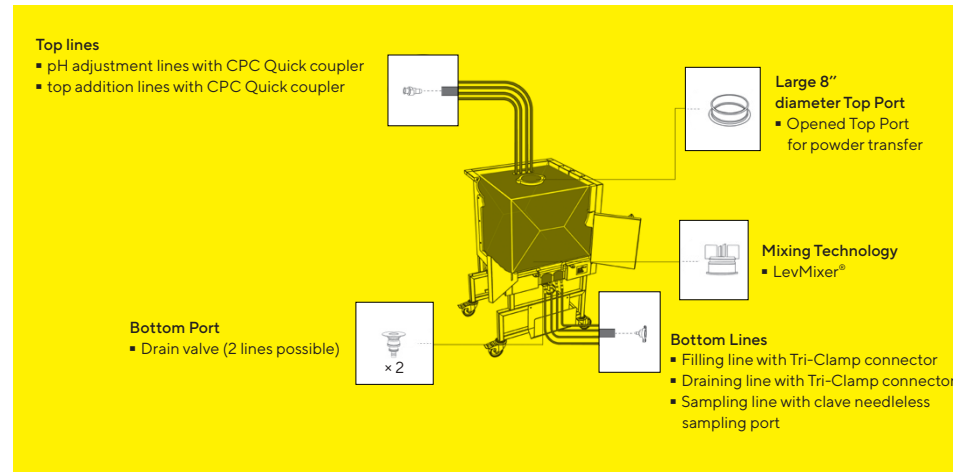 Top lines
▪ pH adjustment lines with CPC Quick coupler
▪ top addition lines with CPC Quick coupler
Large 8’’
diameter Top Port
▪ Opened Top Port
for powder transfer
Mixing Technology
▪ LevMixer®
Bottom Port
▪ Drain valve (2 lines possible)
× 2
Bottom Lines
▪ Filling line with Tri-Clamp connector
▪ Draining line with Tri-Clamp connector
▪ Sampling line with clave needleless
sampling port